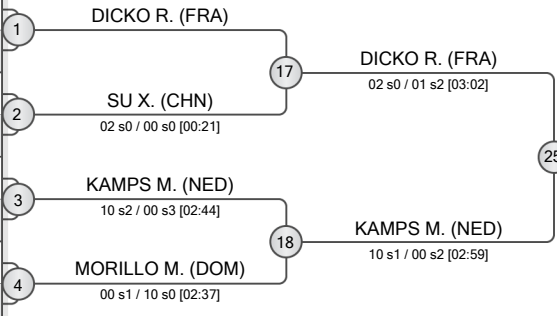 1
DICKO R. (FRA)
17
DICKO R. (FRA)
02 s0 / 01 s2 [03:02]
2
SU X. (CHN)
02 s0 / 00 s0 [00:21]
25
3
KAMPS M. (NED)
10 s2 / 00 s3 [02:44]
18
KAMPS M. (NED)
10 s1 / 00 s2 [02:59]
4
MORILLO M. (DOM)
00 s1 / 10 s0 [02:37]